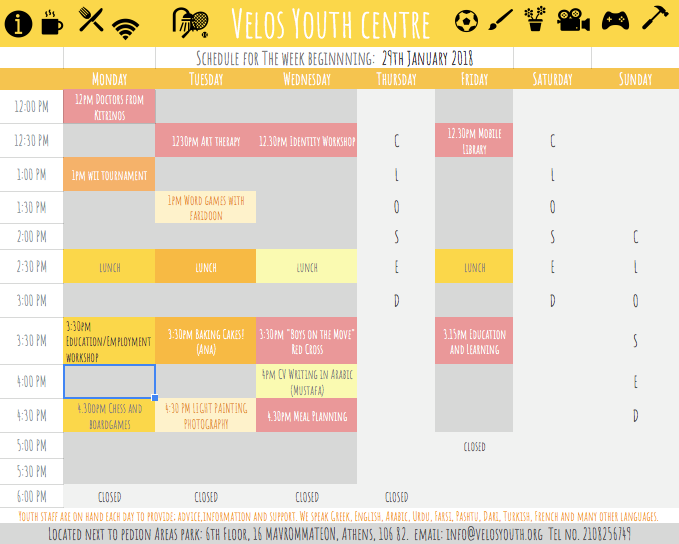 Velos Youth centre
Schedule for The week beginnning: 29th January 2018
Monday Tuesday Wednesday Thursday Friday Saturday Sunday
12:00 PM
12pm Doctors from
Kitrinos
12:30 PM
1230pm Art therapy
12.30pm Identity Workshop
12.30pm Mobile
Library
1:00 PM
1pm wii tournament
1:30 PM
1pm Word games with
faridoon
2:00 PM
2:30 PM
lunch
lunch
lunch
lunch
3:00 PM
3:30 PM
3:30pm
Education/Employment
workshop
3:30pm Baking Cakes!
(Ana)
3:30pm "Boys on the Move"
Red Cross
3.15pm Education
and Learning
4:00 PM
4pm CV Writing in Arabic
(Mustafa)
4:30 PM
4.30opm Chess and
boardgames
4:30 PM LIGHT PAINTING
PHOTOGRAPHY
4.30pm Meal Planning
C
L
O
S
E
D
C
L
O
S
E
D
C
L
O
S
E
D
5:00 PM
closed
5:30 PM
6:00 PM
closed
closed
closed
closed
Youth staff are on hand each day to provide; advice,information and support. We speak Greek, English, Arabic, Urdu, Farsi, Pashtu, Dari, Turkish, French and many other languages.
Located next to pedion Areas park: 6th Floor, 16 MAVROMMATEON, Athens, 106 82. email: info@velosyouth.org Tel no. 2108256749